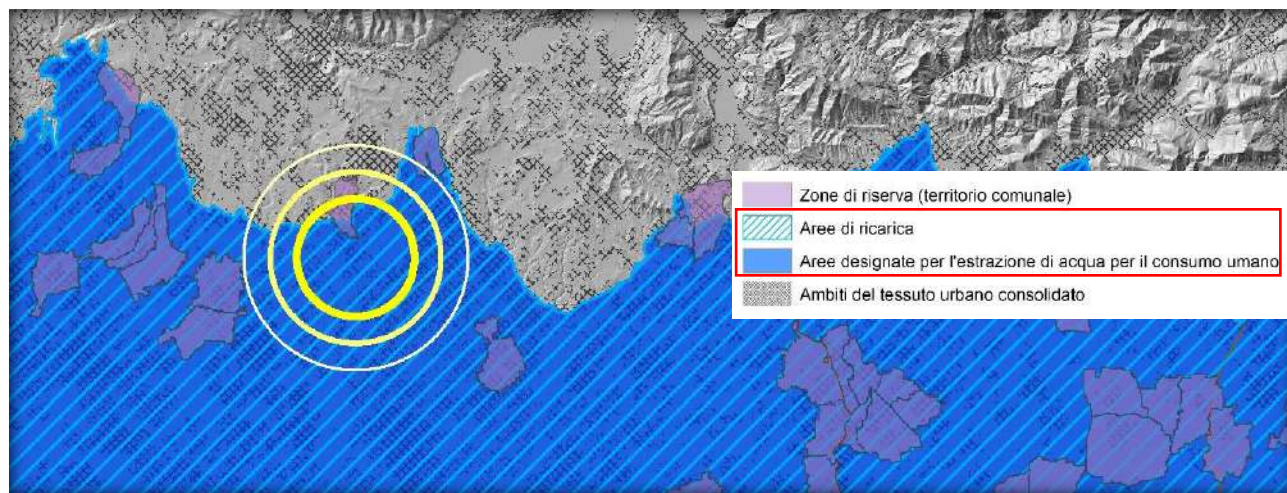 Zone di riserva (territorio comunale)
Aree di ricarica
Aree designate per l'estrazione di acqua per il consumo umano
Ambiti del tessuto urbano consolidato